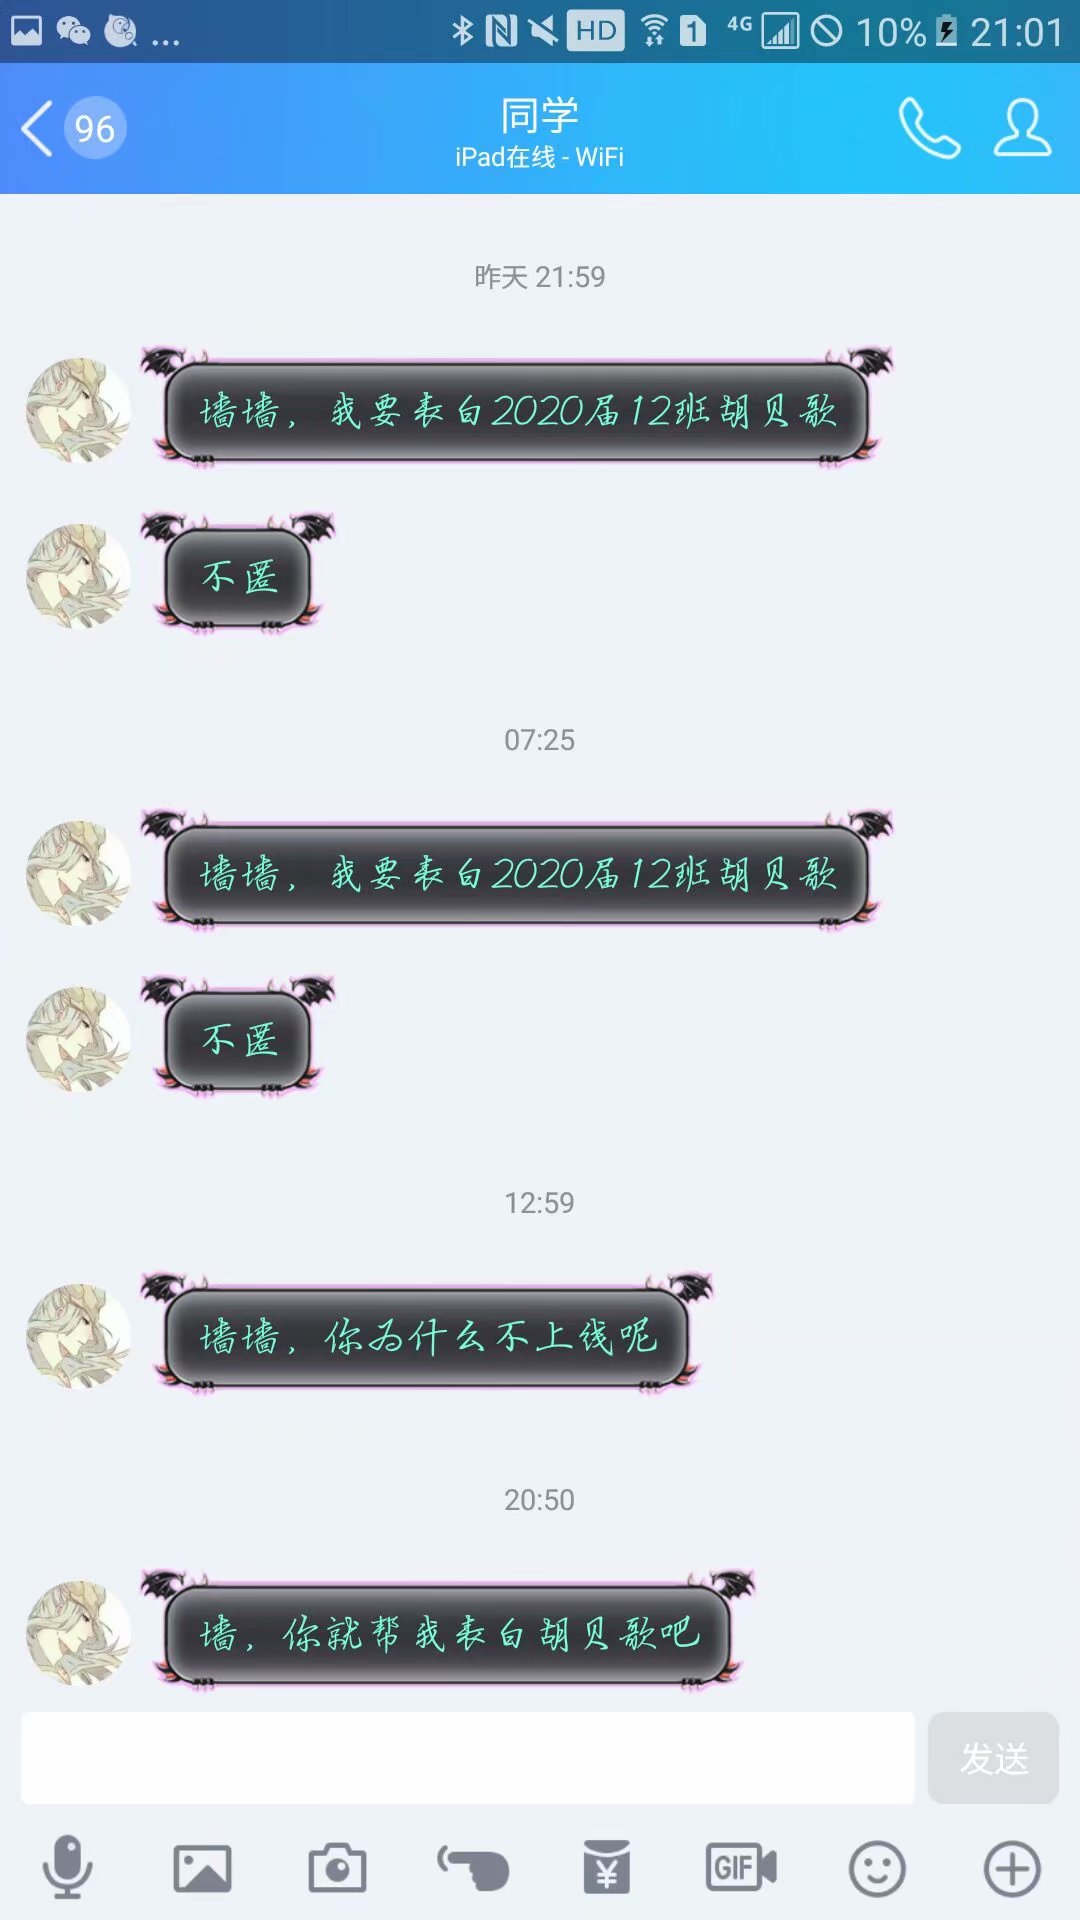 HD 1 4G 10% 21:01
96
同学
iPad在线 - WiFi
昨天 21:59
墙墙，我要表白2020届12班胡贝歌
不匿
07:25
墙墙，我要表白2020届12班胡贝歌
不匿
12:59
墙墙，你为什么不上线呢
20:50
墙，你就帮我表白胡贝歌吧
发送
GIF